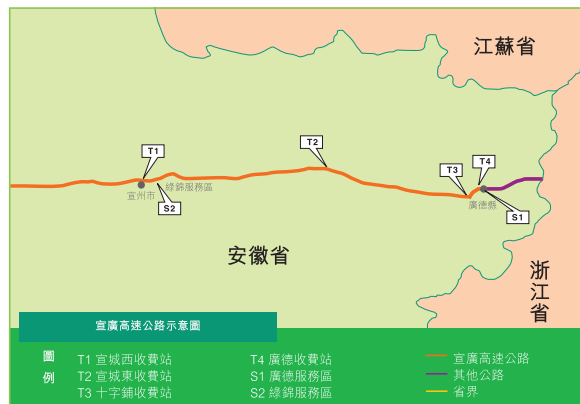 江蘇省
T1
T2
T3
T4
綠錦服務區
宣州市
S2
廣德縣
S1
安徽省
浙江省
宣廣高速公路示意圖
圖例
T1 宣城西收費站
T2 宣城東收費站
T3 十字鋪收費站
T4 廣德收費站
S1 廣德服務區
S2 綠錦服務區
宣廣高速公路
其他公路
省界